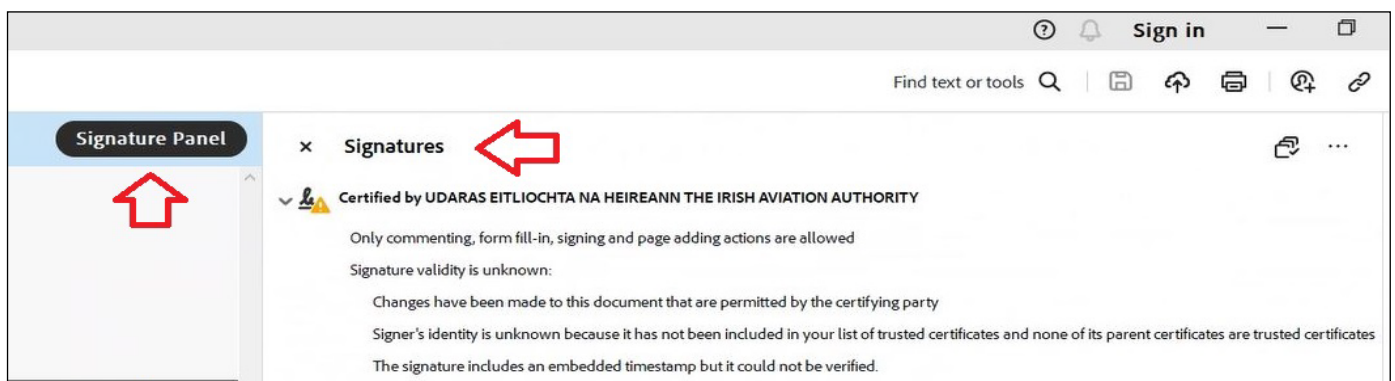 Sign in
Find text or tools
Signature Panel
Signatures
Certified by UDARAS EITLIOCHTA NA HEIREANN THE IRISH AVIATION AUTHORITY
Only commenting, form fill-in, signing and page adding actions are allowed
Signature validity is unknown:
Changes have been made to this document that are permitted by the certifying party
Signer's identity is unknown because it has not been included in your list of trusted certificates and none of its parent certificates are trusted certificates
The signature includes an embedded timestamp but it could not be verified.